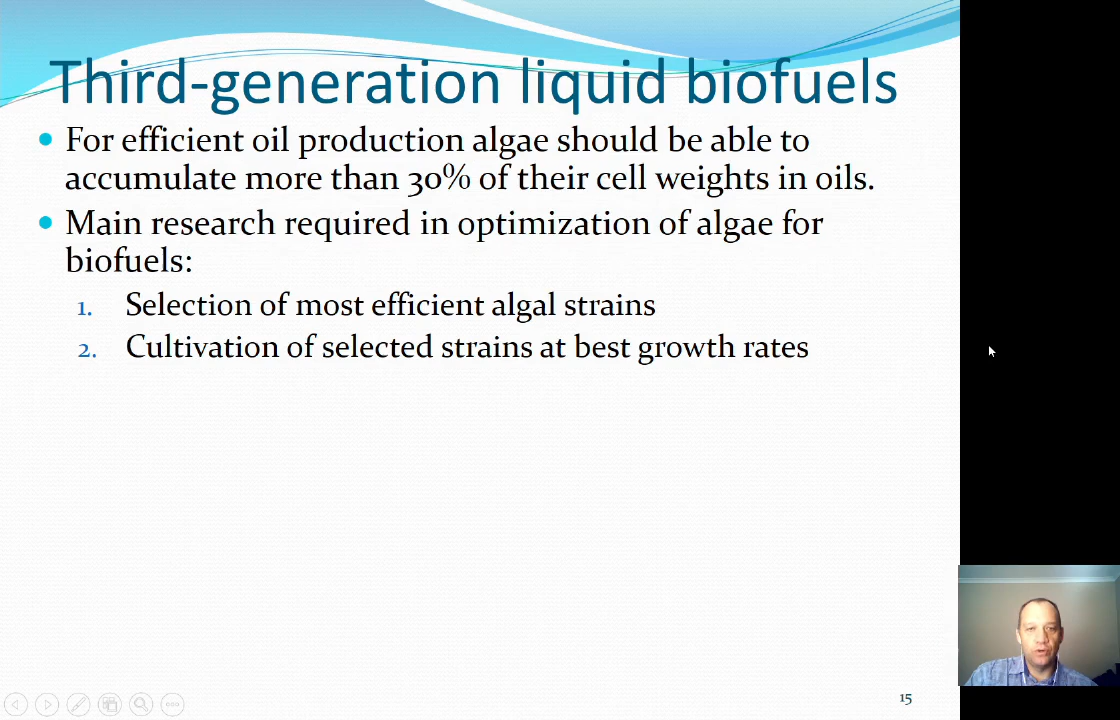 Third-generation liquid biofuels
• For efficient oil production algae should be able to
accumulate more than 30% of their cell weights in oils.
• Main research required in optimization of algae for
biofuels:
1. Selection of most efficient algal strains
2. Cultivation of selected strains at best growth rates
15